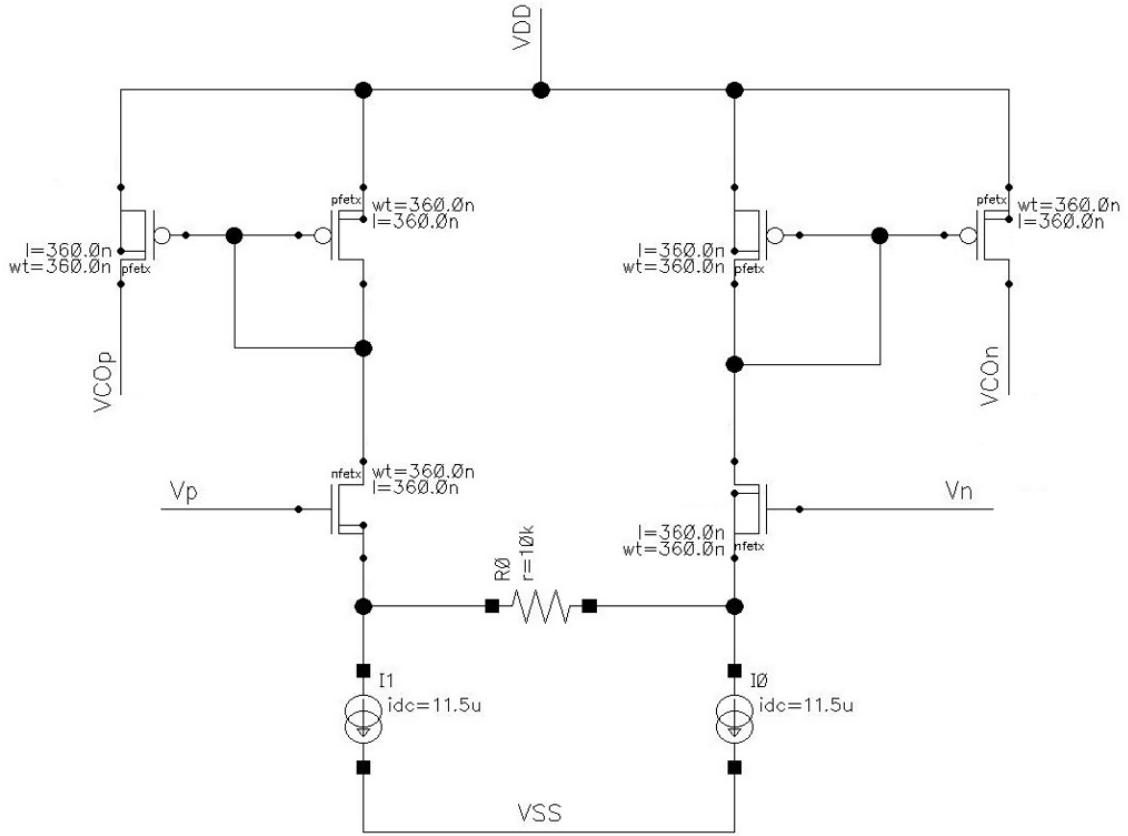 VDD
pfetx
wt=360.0n
l=360.0n
l=360.0n
wt=360.0n
pfetx
l=360.0n
wt=360.0n
pfetx
pfetx
wt=360.0n
l=360.0n
VCOp
VCOn
nfetx
wt=360.0n
l=360.0n
Vp
Vn
l=360.0n
wt=360.0n
nfetx
R0
r=10k
I1
idc=11.5u
I0
idc=11.5u
VSS